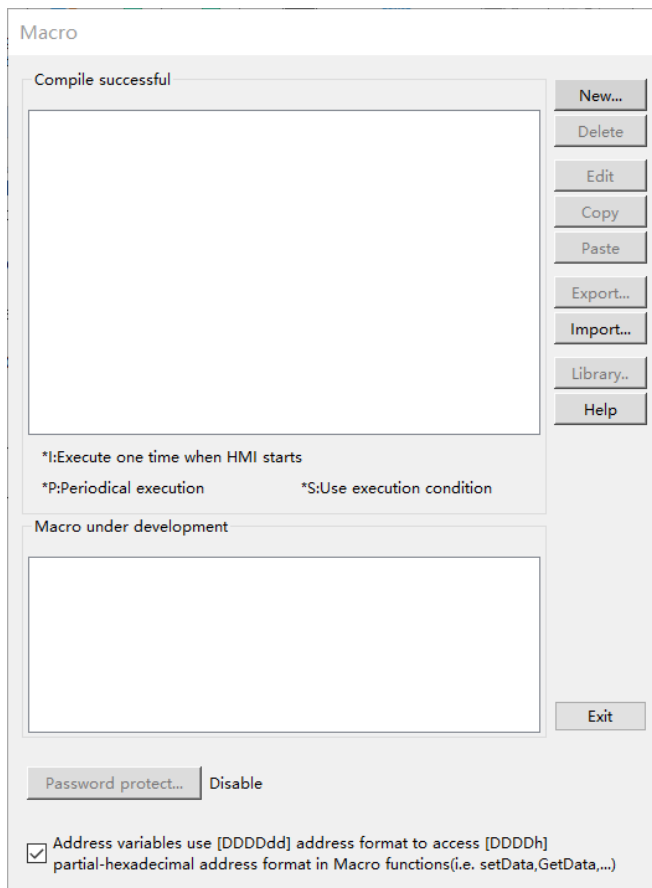 Macro
Compile successful
New...
Delete
Edit
Copy
Paste
Export...
Import...
Library..
Help
*I:Execute one time when HMI starts
*P:Periodical execution
*S:Use execution condition
Macro under development
Exit
Password protect...
Disable
Address variables use [DDDDdd] address format to access [DDDDh]
partial-hexadecimal address format in Macro functions(i.e. setData,GetData,...)